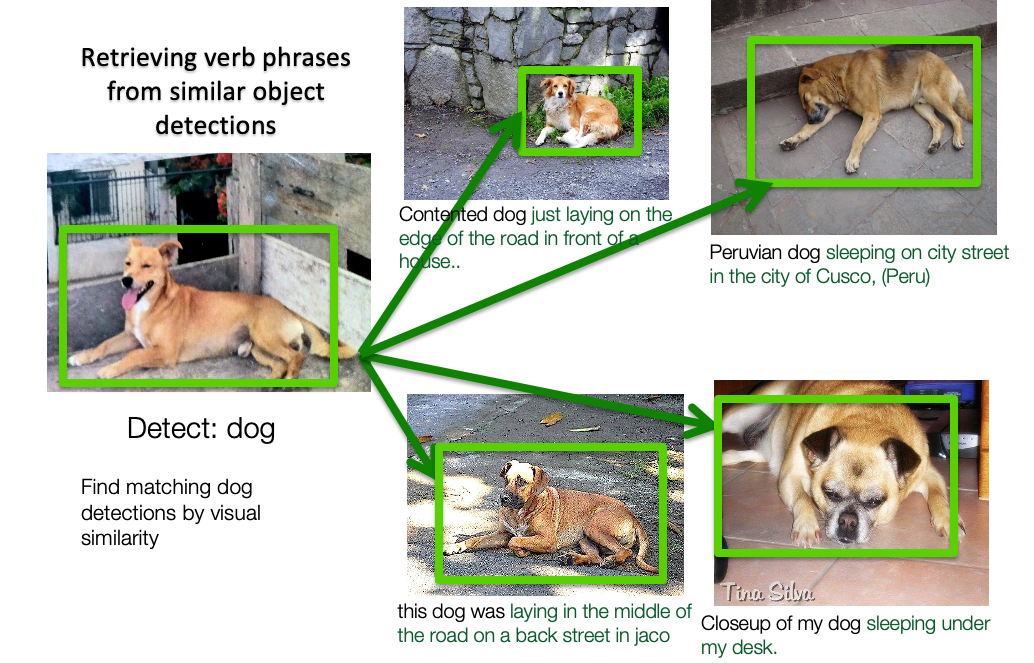 Retrieving verb phrases
from similar object
detections
Detect: dog
Find matching dog
detections by visual
similarity
Contented dog just laying on the
edge of the road in front of a
house..
Peruvian dog sleeping on city street
in the city of Cusco, (Peru)
this dog was laying in the middle of
the road on a back street in jaco
Tina Silva
Closeup of my dog sleeping under
my desk.